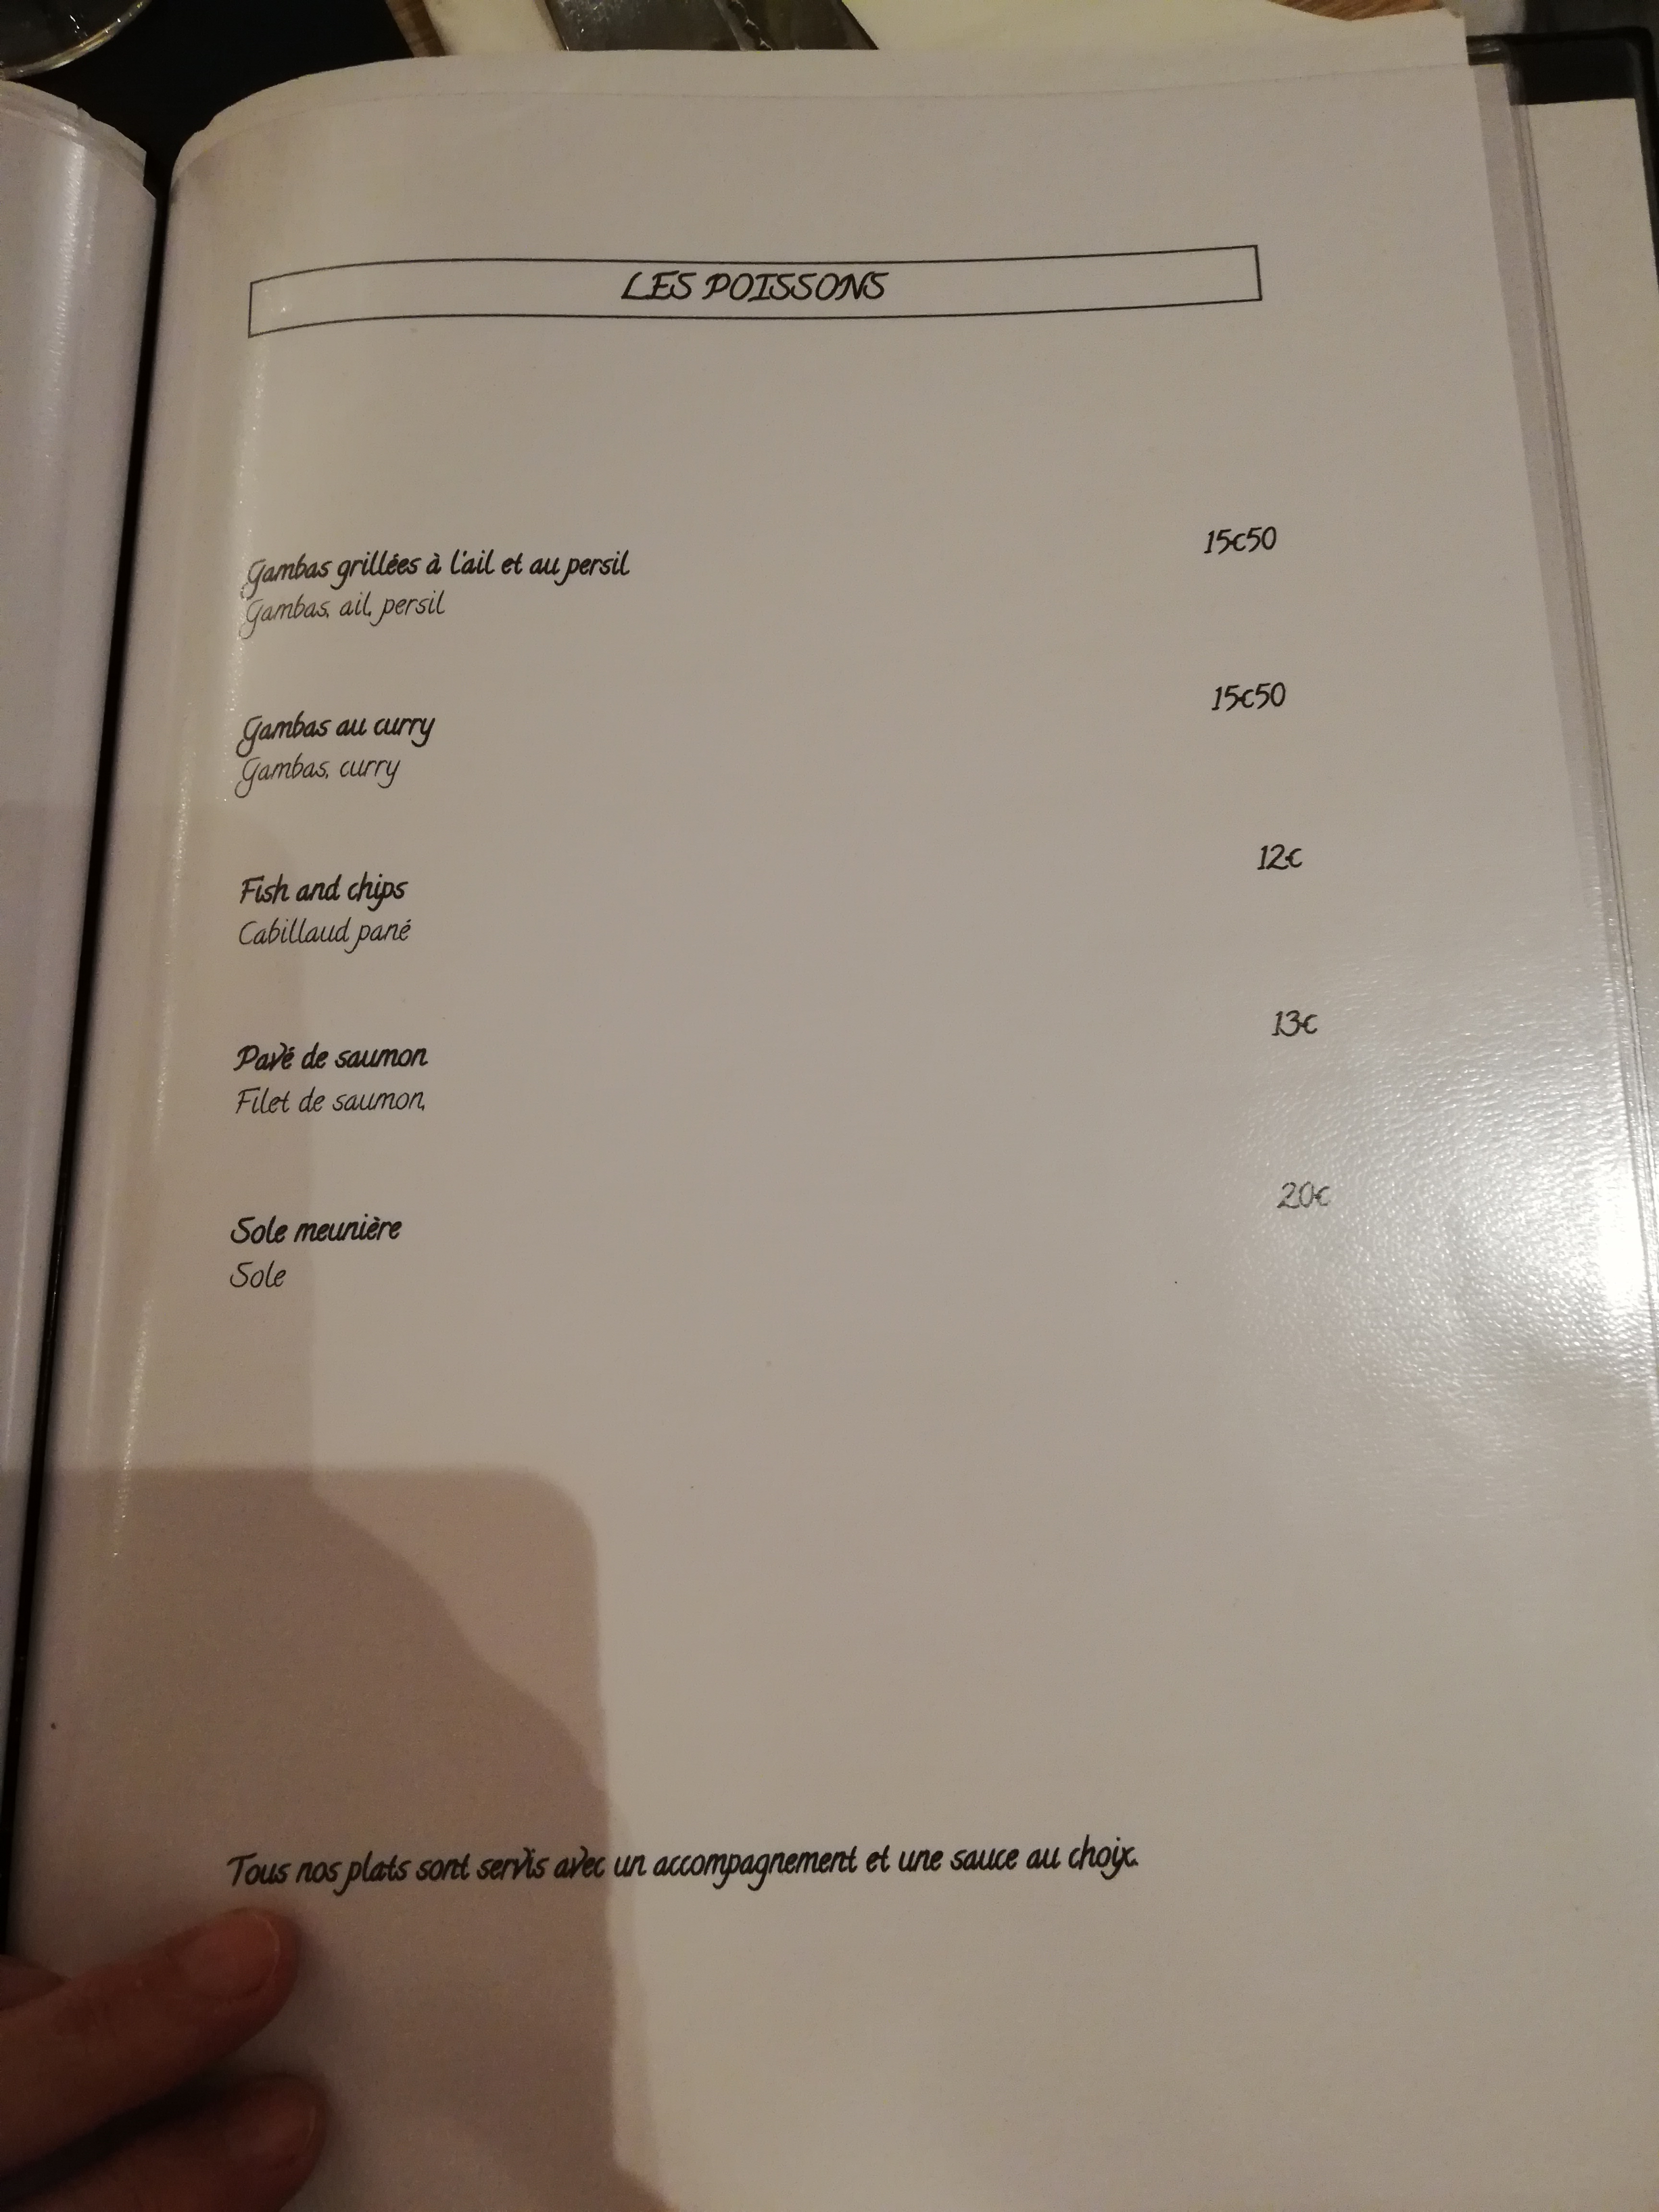 LES POISSONS
Gambas grillées à l'ail et au persil 15€50
Gambas, ail, persil
Gambas au curry 15€50
Gambas, curry
Fish and chips 12€
Cabillaud pané
Pavé de saumon 13€
Filet de saumon,
Sole meunière 20€
Sole
Tous nos plats sont servis avec un accompagnement et une sauce au choix.